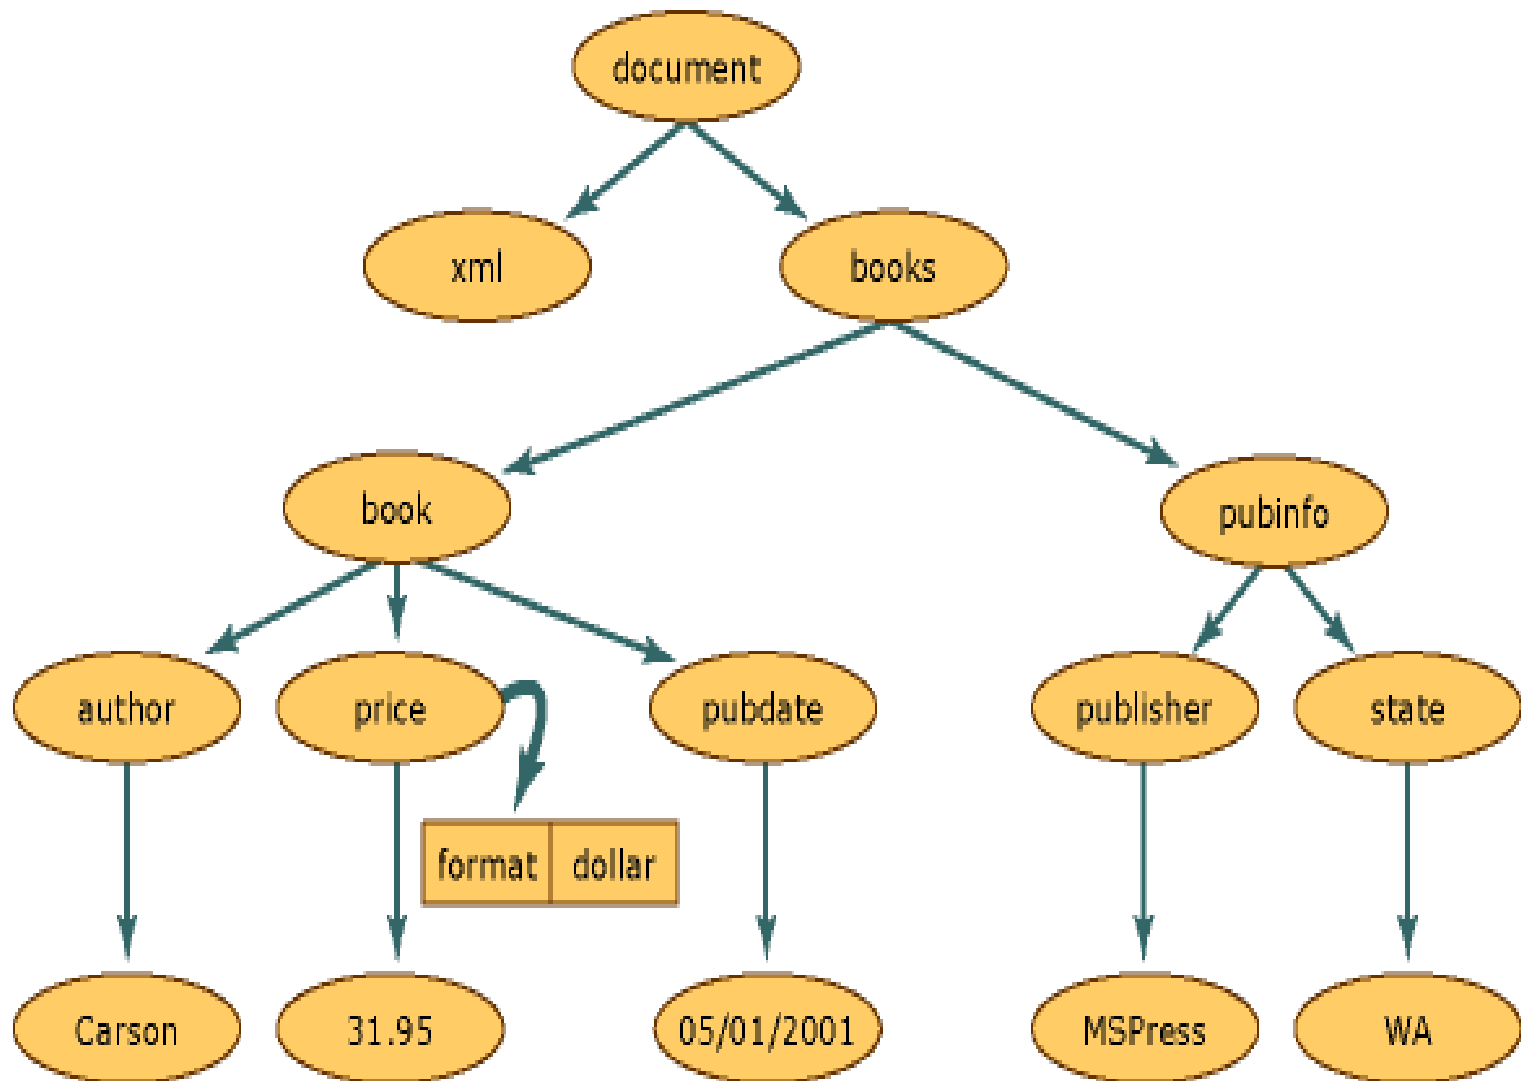 document
xml
books
book
pubinfo
author
price
pubdate
publisher
state
format
dollar
Carson
31.95
05/01/2001
MSPress
WA